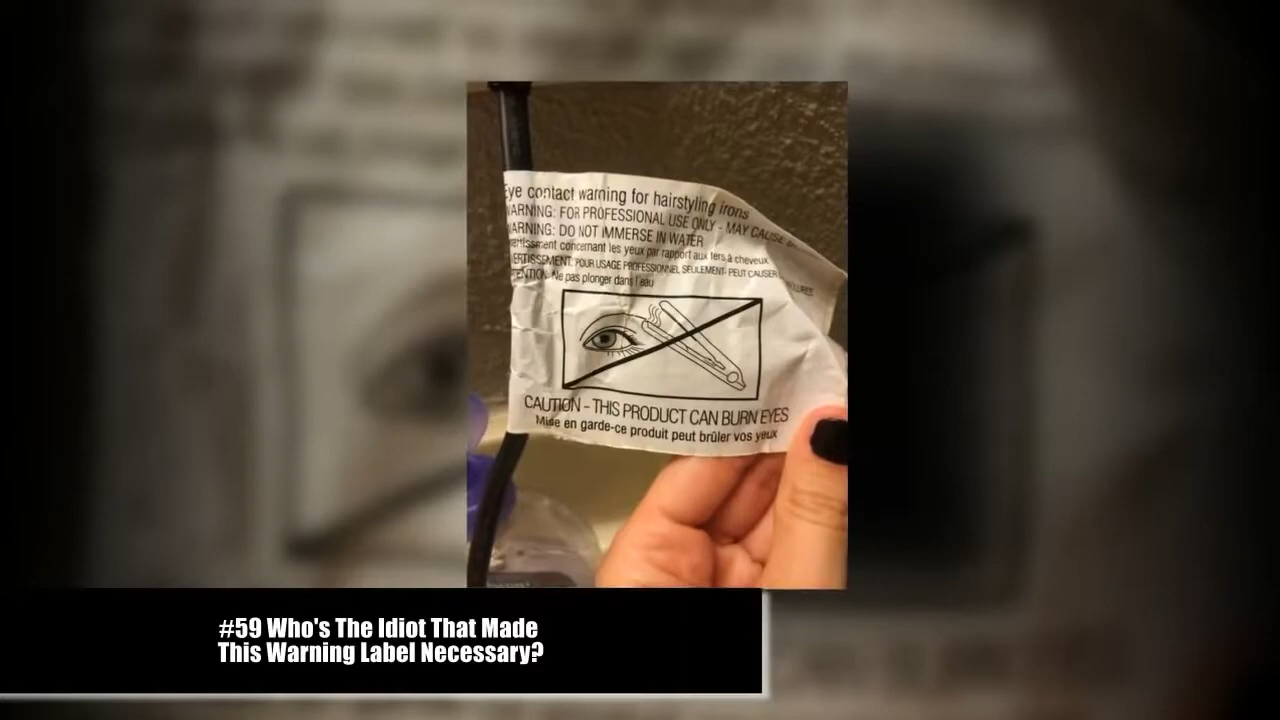 Eye contact warning for hairstyling irons
WARNING: FOR PROFESSIONAL USE ONLY - MAY CAUSE
WARNING: DO NOT IMMERSE IN WATER
concernant les yeux par rapport aux fers à cheveux
POUR USAGE PROFESSIONNEL SEULEMENT- PEUT CAUSER
Ne pas plonger dans l'eau
CAUTION - THIS PRODUCT CAN BURN EYES
Mise en garde-ce produit peut brûler vos yeux
#59 Who's The Idiot That Made
This Warning Label Necessary?